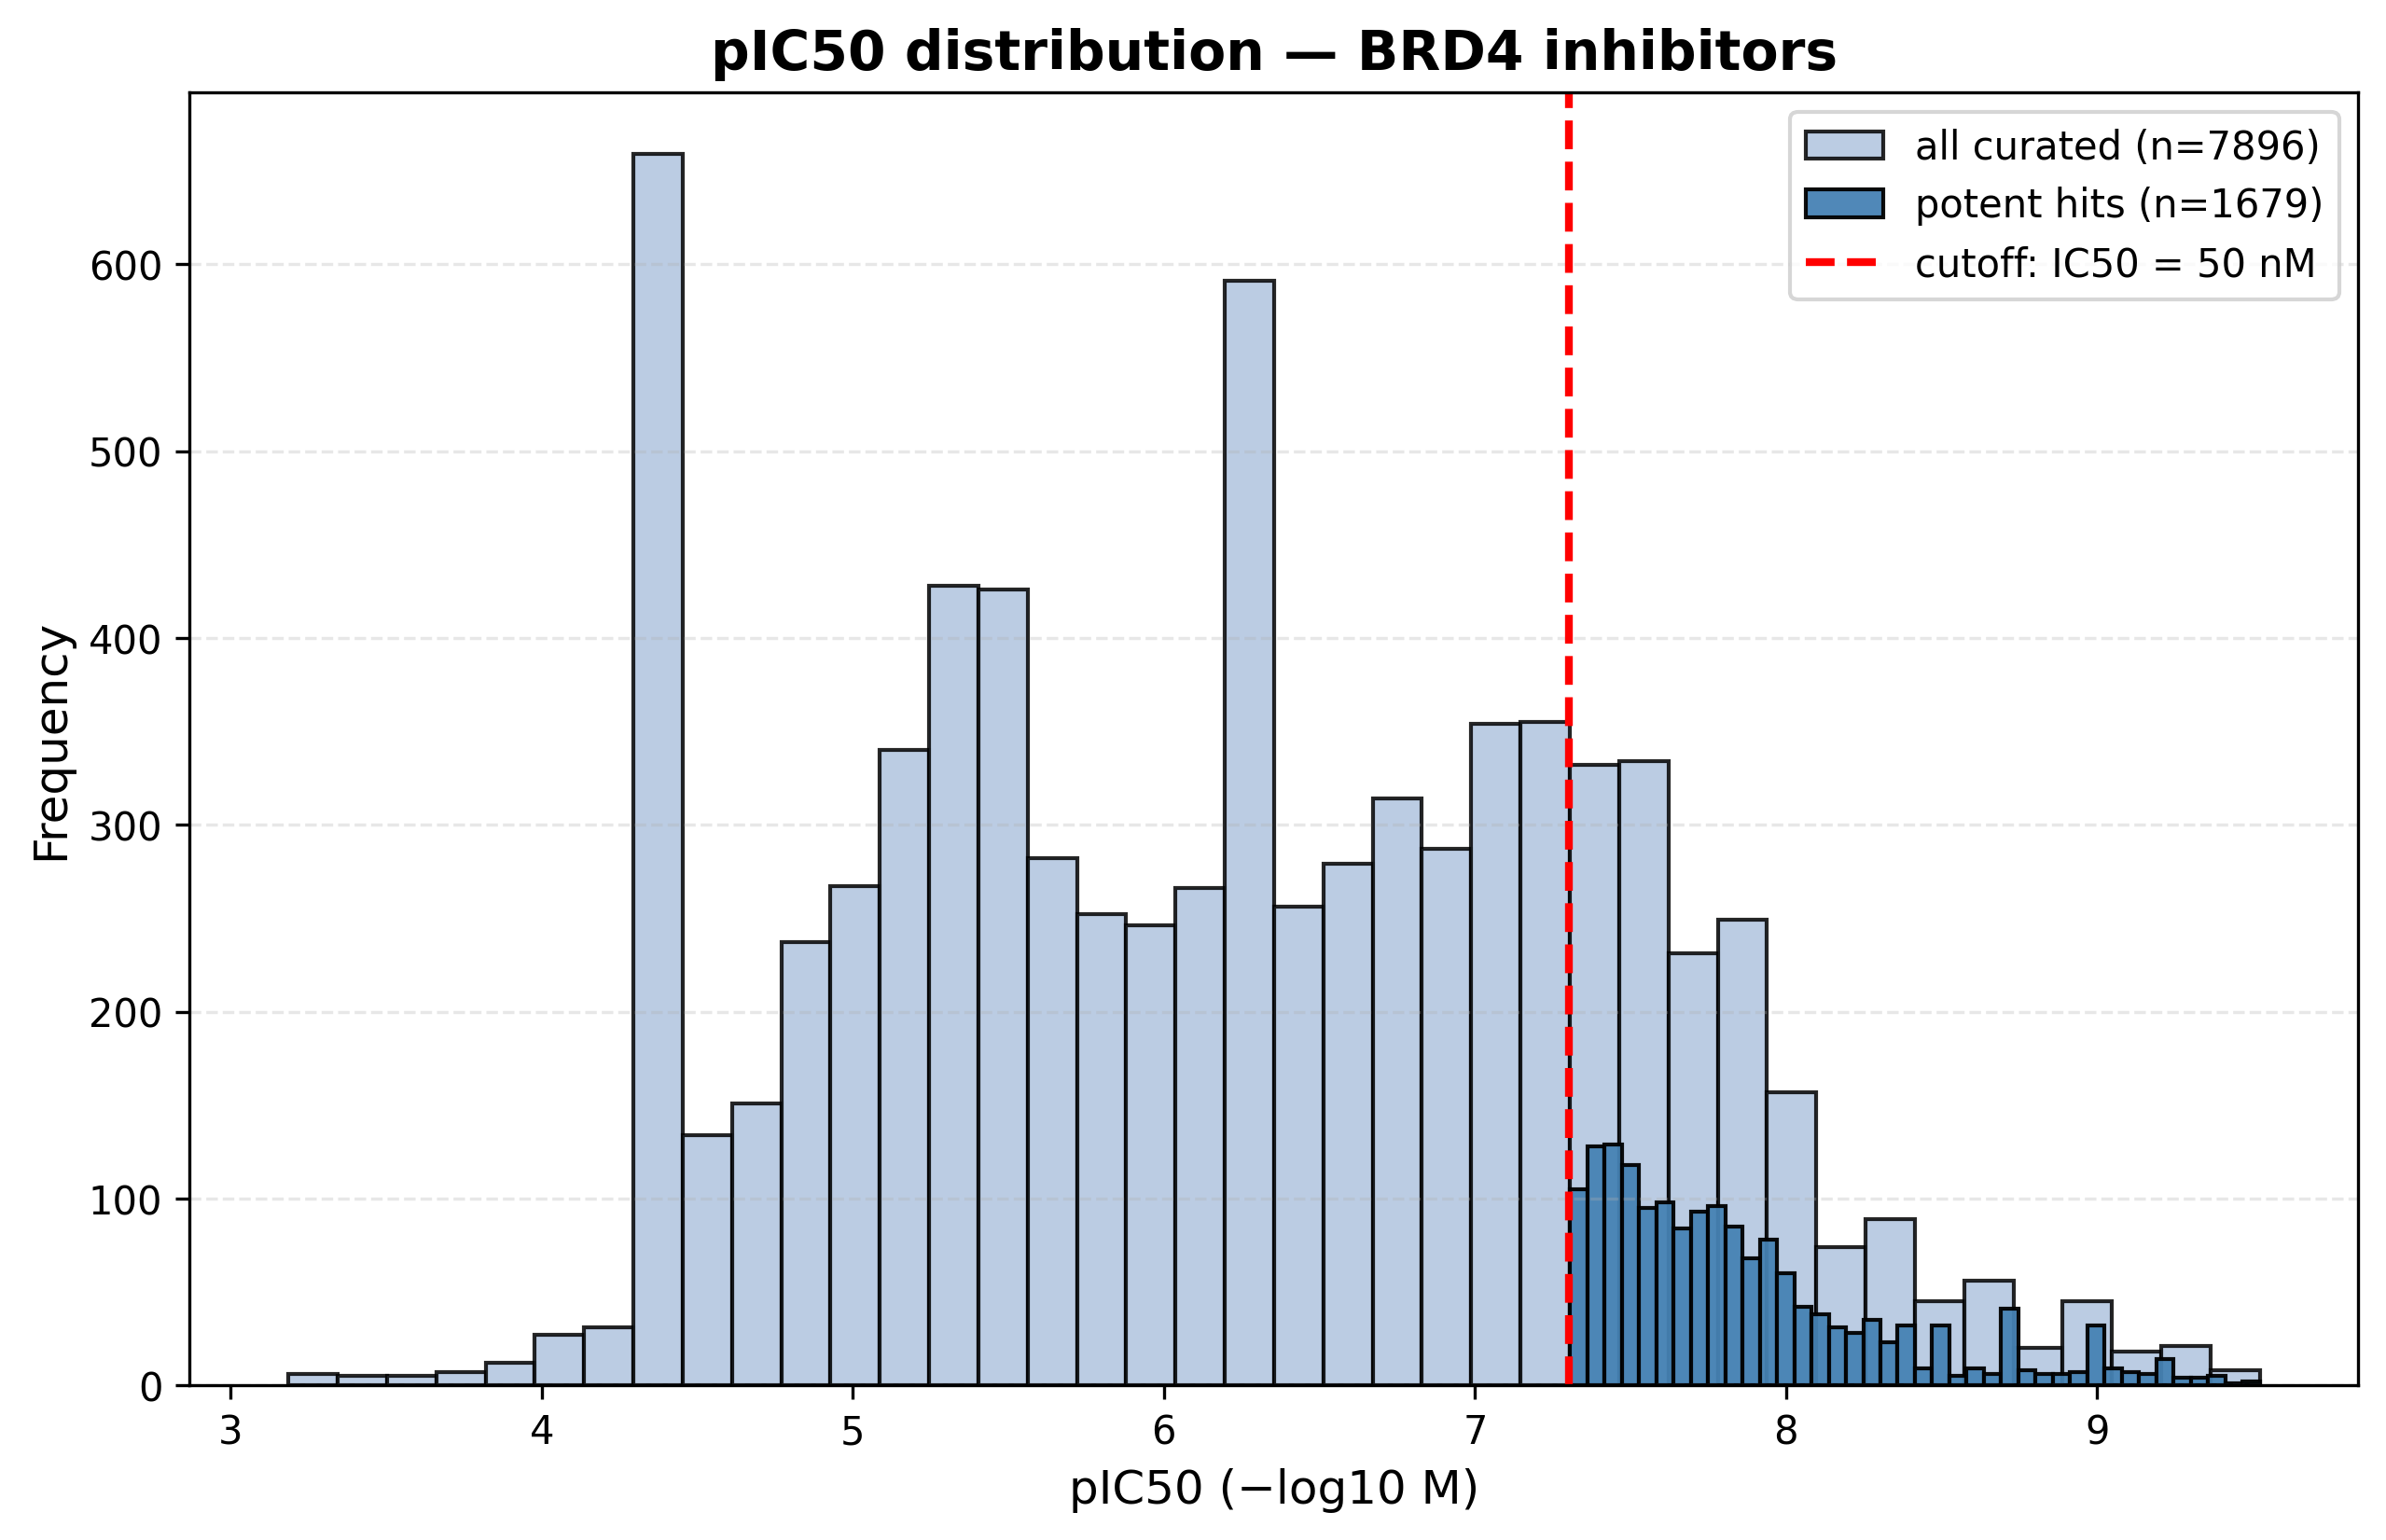 pIC50 distribution — BRD4 inhibitors
all curated (n=7896)
potent hits (n=1679)
cutoff: IC50 = 50 nM
Frequency
600
500
400
300
200
100
0
3 4 5 6 7 8 9
pIC50 (−log10 M)